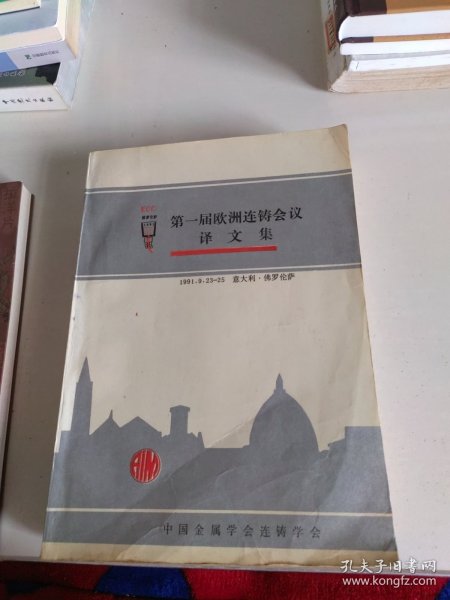 ECC
第一届欧洲连铸会议
译文集
1991.9.23-25 意大利·佛罗伦萨
AIM
中国金属学会连铸学会
孔夫子旧书网
www.kongfz.com